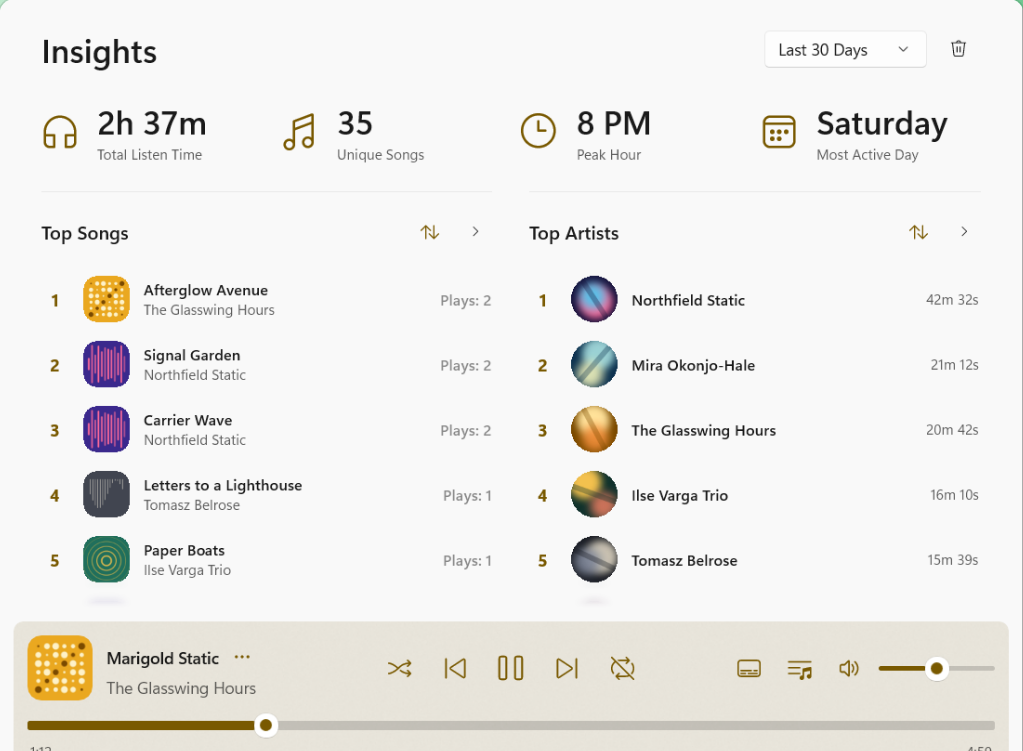 Insights
Last 30 Days
2h 37m
Total Listen Time
35
Unique Songs
8 PM
Peak Hour
Saturday
Most Active Day
Top Songs
1
Afterglow Avenue
The Glasswing Hours
Plays: 2
2
Signal Garden
Northfield Static
Plays: 2
3
Carrier Wave
Northfield Static
Plays: 2
4
Letters to a Lighthouse
Tomasz Belrose
Plays: 1
5
Paper Boats
Ilse Varga Trio
Plays: 1
Top Artists
1
Northfield Static
42m 32s
2
Mira Okonjo-Hale
21m 12s
3
The Glasswing Hours
20m 42s
4
Ilse Varga Trio
16m 10s
5
Tomasz Belrose
15m 39s
Marigold Static
The Glasswing Hours